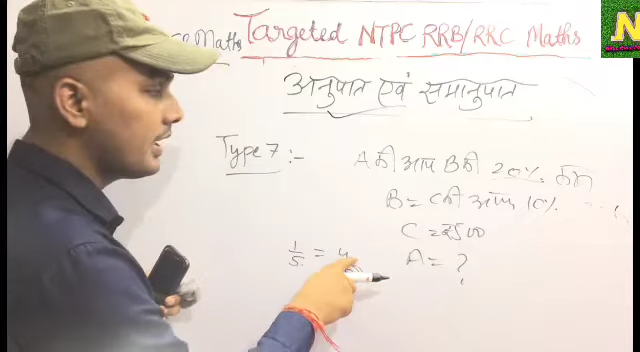 Maths Targeted NTPC RRB/RRC Maths
अनुपात एवं समानुपात
Type 7 :-
A की आय B की 20% कम
B = C की आय 10%
C = ₹500
1/5 = 4
A = ?
N